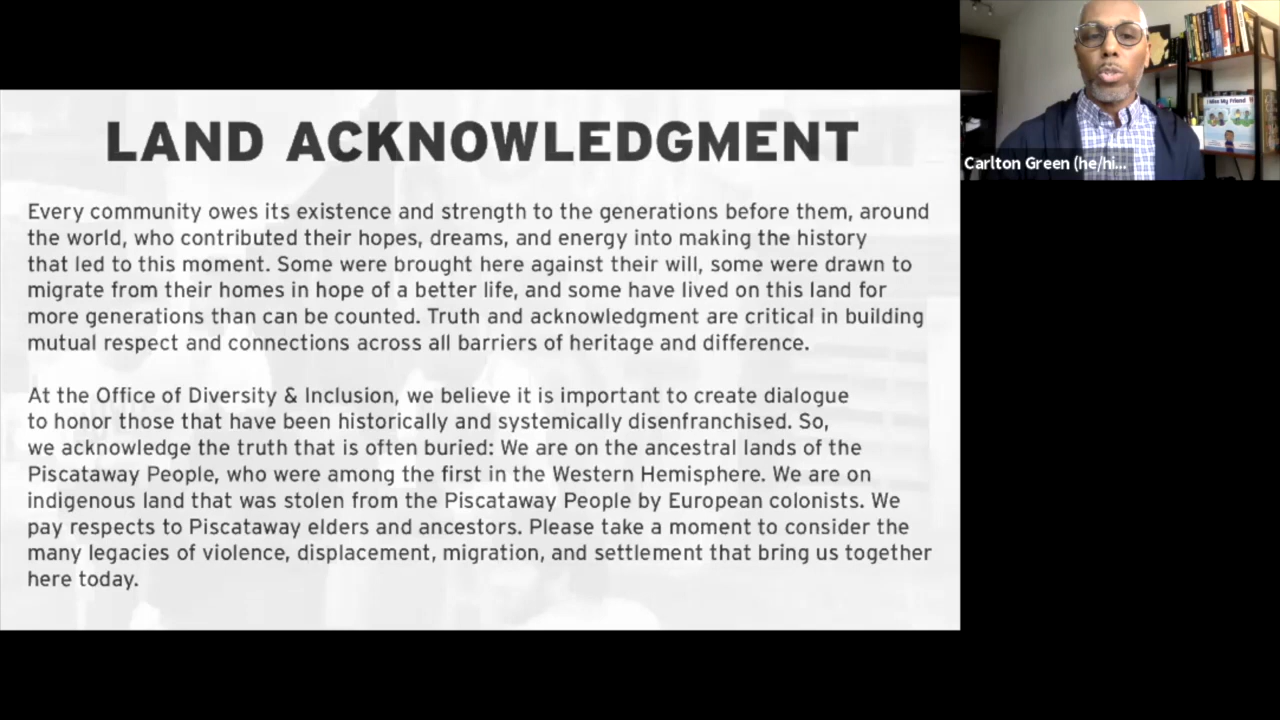 LAND ACKNOWLEDGMENT
Every community owes its existence and strength to the generations before them, around
the world, who contributed their hopes, dreams, and energy into making the history
that led to this moment. Some were brought here against their will, some were drawn to
migrate from their homes in hope of a better life, and some have lived on this land for
more generations than can be counted. Truth and acknowledgment are critical in building
mutual respect and connections across all barriers of heritage and difference.
At the Office of Diversity & Inclusion, we believe it is important to create dialogue
to honor those that have been historically and systemically disenfranchised. So,
we acknowledge the truth that is often buried: We are on the ancestral lands of the
Piscataway People, who were among the first in the Western Hemisphere. We are on
indigenous land that was stolen from the Piscataway People by European colonists. We
pay respects to Piscataway elders and ancestors. Please take a moment to consider the
many legacies of violence, displacement, migration, and settlement that bring us together
here today.
I Miss My Friend
Carlton Green (he/hi...